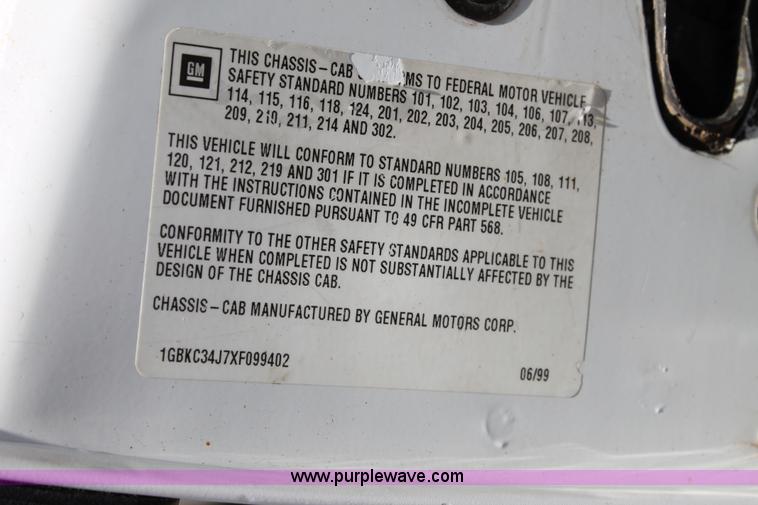 GM
THIS CHASSIS-CAB TO FEDERAL MOTOR VEHICLE
SAFETY STANDARD NUMBERS 101, 102, 103, 104, 106, 107, 113,
114, 115, 116, 118, 124, 201, 202, 203, 204, 205, 206, 207, 208,
209, 210, 211, 214 AND 302.
THIS VEHICLE WILL CONFORM TO STANDARD NUMBERS 105, 108, 111,
120, 121, 212, 219 AND 301 IF IT IS COMPLETED IN ACCORDANCE
WITH THE INSTRUCTIONS CONTAINED IN THE INCOMPLETE VEHICLE
DOCUMENT FURNISHED PURSUANT TO 49 CFR PART 568.
CONFORMITY TO THE OTHER SAFETY STANDARDS APPLICABLE TO THIS
VEHICLE WHEN COMPLETED IS NOT SUBSTANTIALLY AFFECTED BY THE
DESIGN OF THE CHASSIS CAB.
CHASSIS-CAB MANUFACTURED BY GENERAL MOTORS CORP.
1GBKC34J7XF099402 06/99
www.purplewave.com